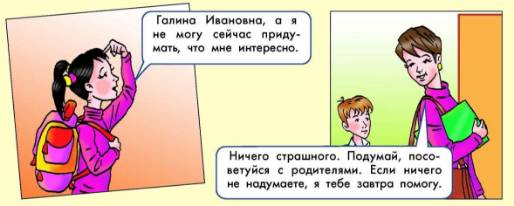 Галина Ивановна, а я
не могу сейчас приду-
мать, что мне интересно.
Ничего страшного. Подумай, посо-
ветуйся с родителями. Если ничего
не надумаете, я тебе завтра помогу.